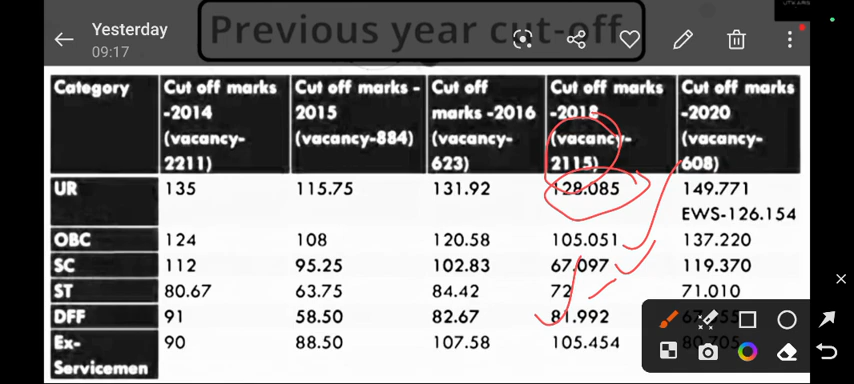 Previous year cut-off
Yesterday
09:17
Category | Cut off marks -2014 (vacancy-2211) | Cut off marks - 2015 (vacancy-884) | Cut off marks -2016 (vacancy-623) | Cut off marks -2018 (vacancy-2115) | Cut off marks -2020 (vacancy-608)
UR | 135 | 115.75 | 131.92 | 128.085 | 149.771 EWS-126.154
OBC | 124 | 108 | 120.58 | 105.051 | 137.220
SC | 112 | 95.25 | 102.83 | 67.097 | 119.370
ST | 80.67 | 63.75 | 84.42 | 72 | 71.010
DFF | 91 | 58.50 | 82.67 | 81.992
Ex-Servicemen | 90 | 88.50 | 107.58 | 105.454 | 80.705